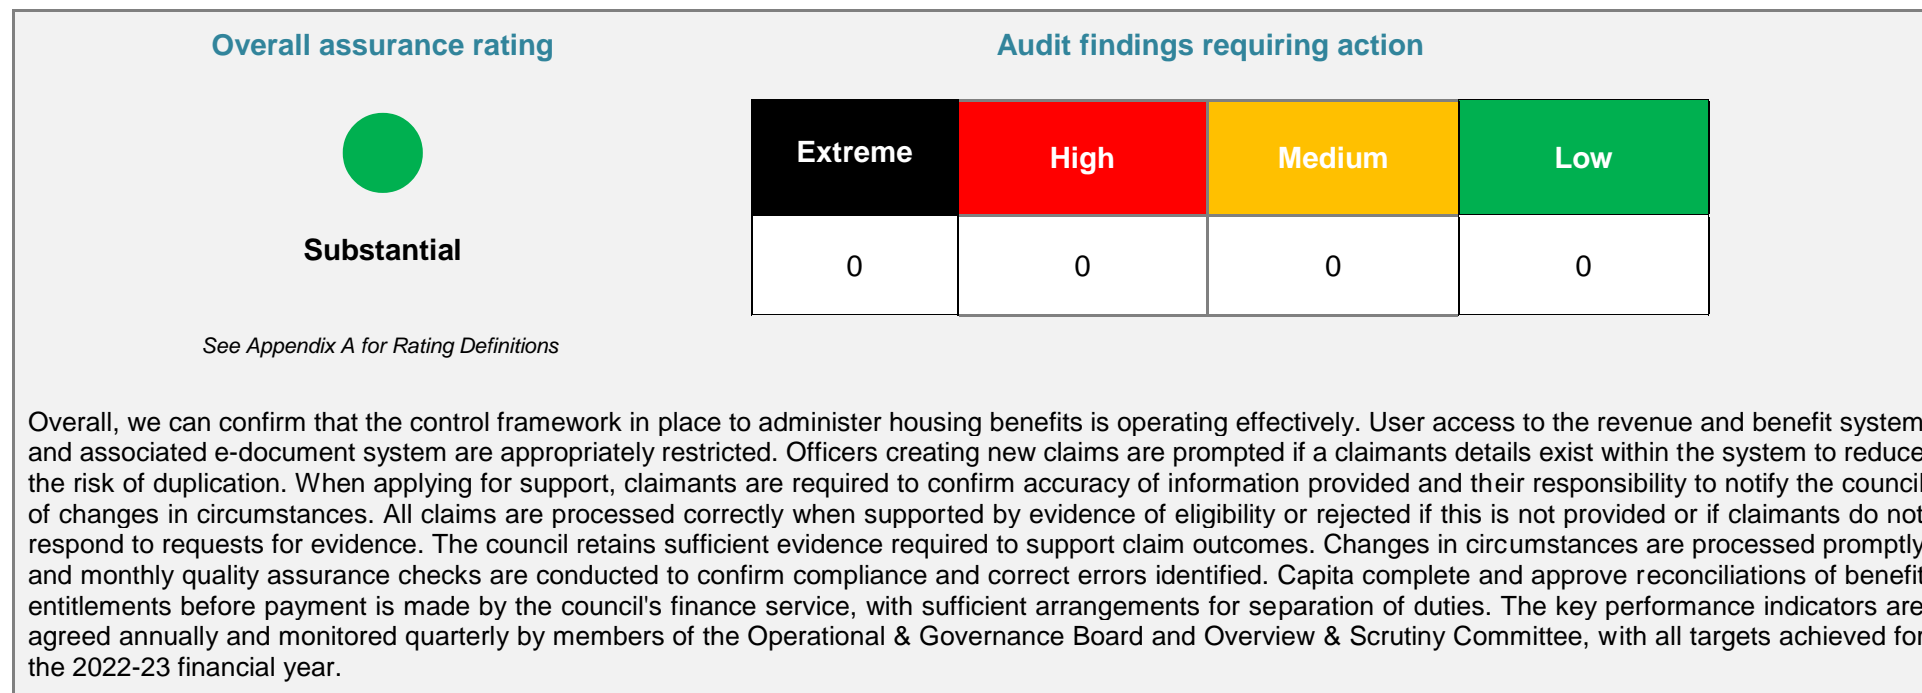 Overall assurance rating
Audit findings requiring action
Extreme
High
Medium
Low
Substantial
0
0
0
0
See Appendix A for Rating Definitions
Overall, we can confirm that the control framework in place to administer housing benefits is operating effectively. User access to the revenue and benefit system
and associated e-document system are appropriately restricted. Officers creating new claims are prompted if a claimants details exist within the system to reduce
the risk of duplication. When applying for support, claimants are required to confirm accuracy of information provided and their responsibility to notify the council
of changes in circumstances. All claims are processed correctly when supported by evidence of eligibility or rejected if this is not provided or if claimants do not
respond to requests for evidence. The council retains sufficient evidence required to support claim outcomes. Changes in circumstances are processed promptly
and monthly quality assurance checks are conducted to confirm compliance and correct errors identified. Capita complete and approve reconciliations of benefit
entitlements before payment is made by the council's finance service, with sufficient arrangements for separation of duties. The key performance indicators are
agreed annually and monitored quarterly by members of the Operational & Governance Board and Overview & Scrutiny Committee, with all targets achieved for
the 2022-23 financial year.